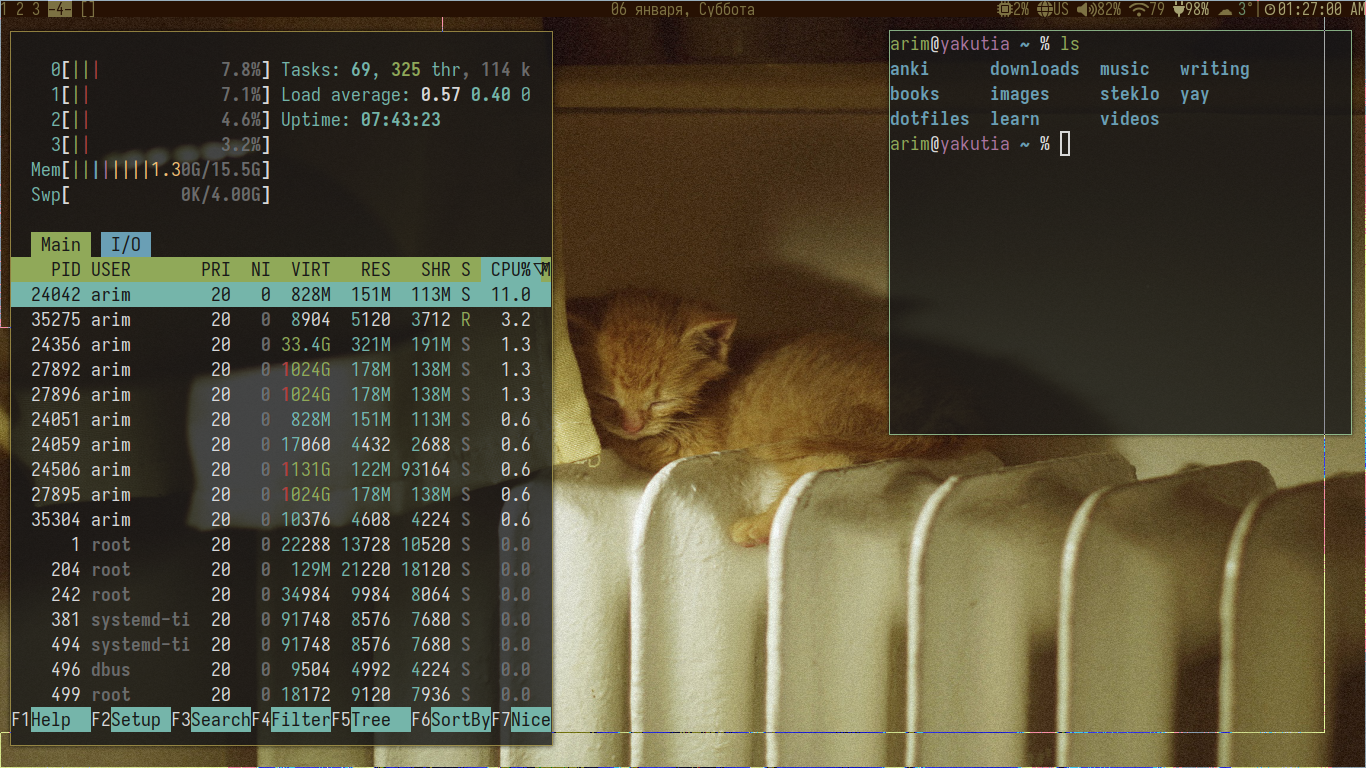 1 2 3 -4- [] 06 января, Суббота 2% US 82% 79 98% 3° | 01:27:00 AM
0[||| 7.8%] Tasks: 69, 325 thr, 114 k
1[|| 7.1%] Load average: 0.57 0.40 0
2[|| 4.6%] Uptime: 07:43:23
3[|| 3.2%]
Mem[||||||||1.30G/15.5G]
Swp[ 0K/4.00G]
Main I/O
PID USER PRI NI VIRT RES SHR S CPU%▽M
24042 arim 20 0 828M 151M 113M S 11.0
35275 arim 20 0 8904 5120 3712 R 3.2
24356 arim 20 0 33.4G 321M 191M S 1.3
27892 arim 20 0 1024G 178M 138M S 1.3
27896 arim 20 0 1024G 178M 138M S 1.3
24051 arim 20 0 828M 151M 113M S 0.6
24059 arim 20 0 17060 4432 2688 S 0.6
24506 arim 20 0 1131G 122M 93164 S 0.6
27895 arim 20 0 1024G 178M 138M S 0.6
35304 arim 20 0 10376 4608 4224 S 0.6
1 root 20 0 22288 13728 10520 S 0.0
204 root 20 0 129M 21220 18120 S 0.0
242 root 20 0 34984 9984 8064 S 0.0
381 systemd-ti 20 0 91748 8576 7680 S 0.0
494 systemd-ti 20 0 91748 8576 7680 S 0.0
496 dbus 20 0 9504 4992 4224 S 0.0
499 root 20 0 18172 9120 7936 S 0.0
F1Help F2Setup F3SearchF4FilterF5Tree F6SortByF7Nice
arim@yakutia ~ % ls
anki downloads music writing
books images steklo yay
dotfiles learn videos
arim@yakutia ~ %